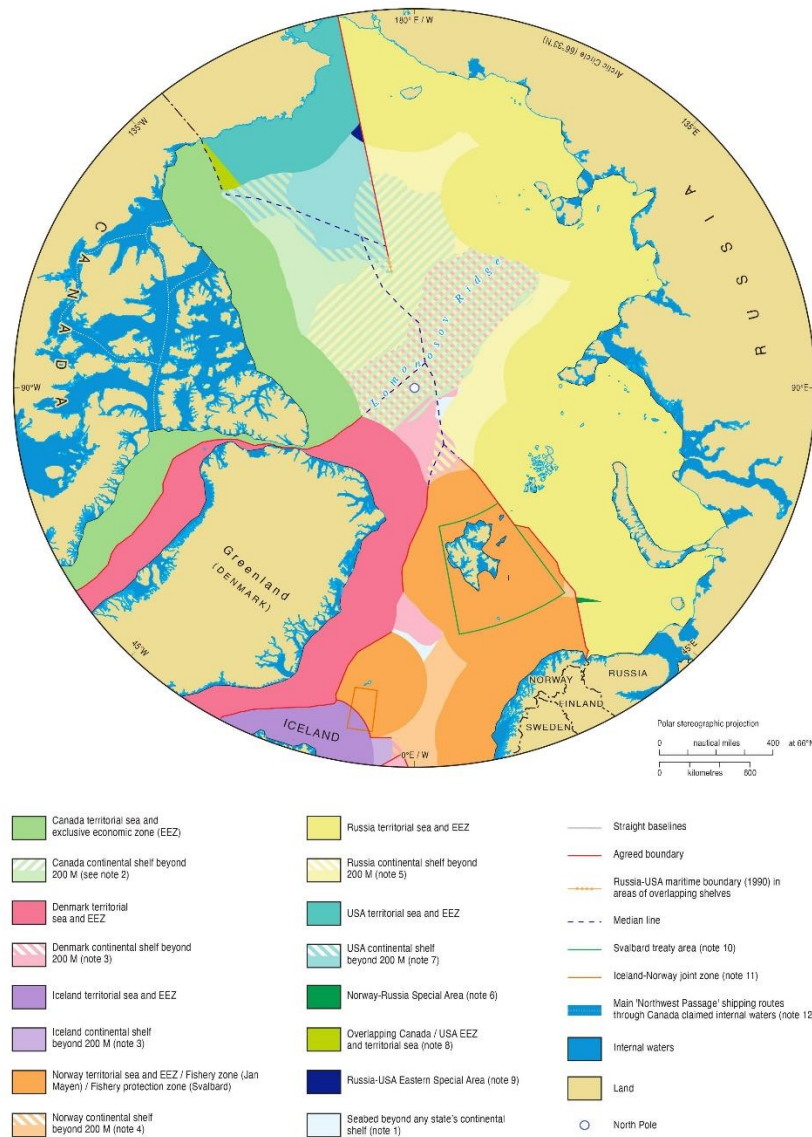 180° E / W
Arctic Circle (66°33'N)
135°W
135°E
CANADA
RUSSIA
Lomonosov Ridge
90°W
90°E
Greenland
(DENMARK)
45°W
45°E
NORWAY
RUSSIA
FINLAND
SWEDEN
ICELAND
0°E / W
Polar stereographic projection
0 nautical miles 400 at 66°N
0 kilometres 600
Canada territorial sea and
exclusive economic zone (EEZ)
Canada continental shelf beyond
200 M (see note 2)
Denmark territorial
sea and EEZ
Denmark continental shelf beyond
200 M (note 3)
Iceland territorial sea and EEZ
Iceland continental shelf
beyond 200 M (note 3)
Norway territorial sea and EEZ / Fishery zone (Jan
Mayen) / Fishery protection zone (Svalbard)
Norway continental shelf
beyond 200 M (note 4)
Russia territorial sea and EEZ
Russia continental shelf beyond
200 M (note 5)
USA territorial sea and EEZ
USA continental shelf
beyond 200 M (note 7)
Norway-Russia Special Area (note 6)
Overlapping Canada / USA EEZ
and territorial sea (note 8)
Russia-USA Eastern Special Area (note 9)
Seabed beyond any state's continental
shelf (note 1)
Straight baselines
Agreed boundary
Russia-USA maritime boundary (1990) in
areas of overlapping shelves
Median line
Svalbard treaty area (note 10)
Iceland-Norway joint zone (note 11)
Main 'Northwest Passage' shipping routes
through Canada claimed internal waters (note 12
Internal waters
Land
North Pole